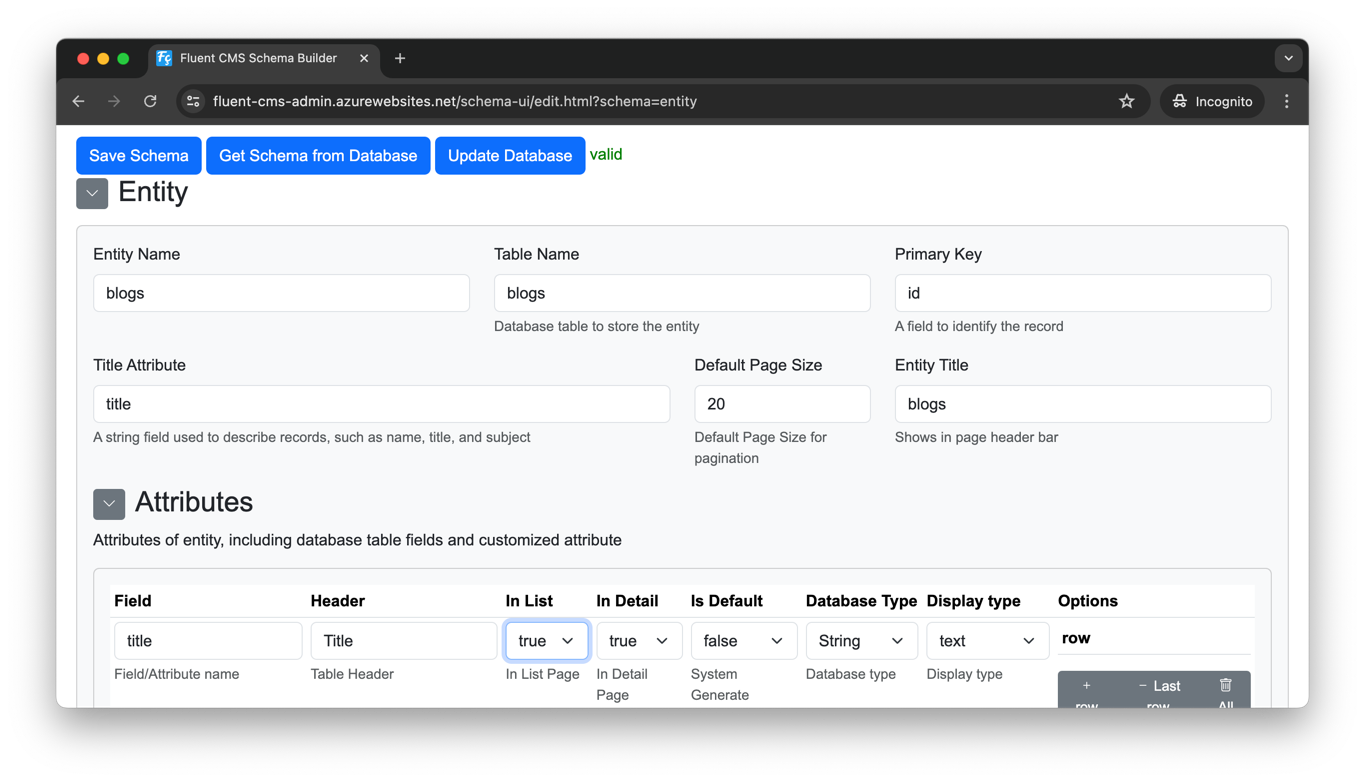 Fluent CMS Schema Builder
fluent-cms-admin.azurewebsites.net/schema-ui/edit.html?schema=entity
Incognito
Save Schema Get Schema from Database Update Database valid
Entity
Entity Name Table Name Primary Key
blogs blogs id
Database table to store the entity A field to identify the record
Title Attribute Default Page Size Entity Title
title 20 blogs
A string field used to describe records, such as name, title, and subject Default Page Size for Shows in page header bar
pagination
Attributes
Attributes of entity, including database table fields and customized attribute
Field Header In List In Detail Is Default Database Type Display type Options
title Title true true false String text row
Field/Attribute name Table Header In List Page In Detail System Database type Display type
Page Generate
+ − Last
row row All